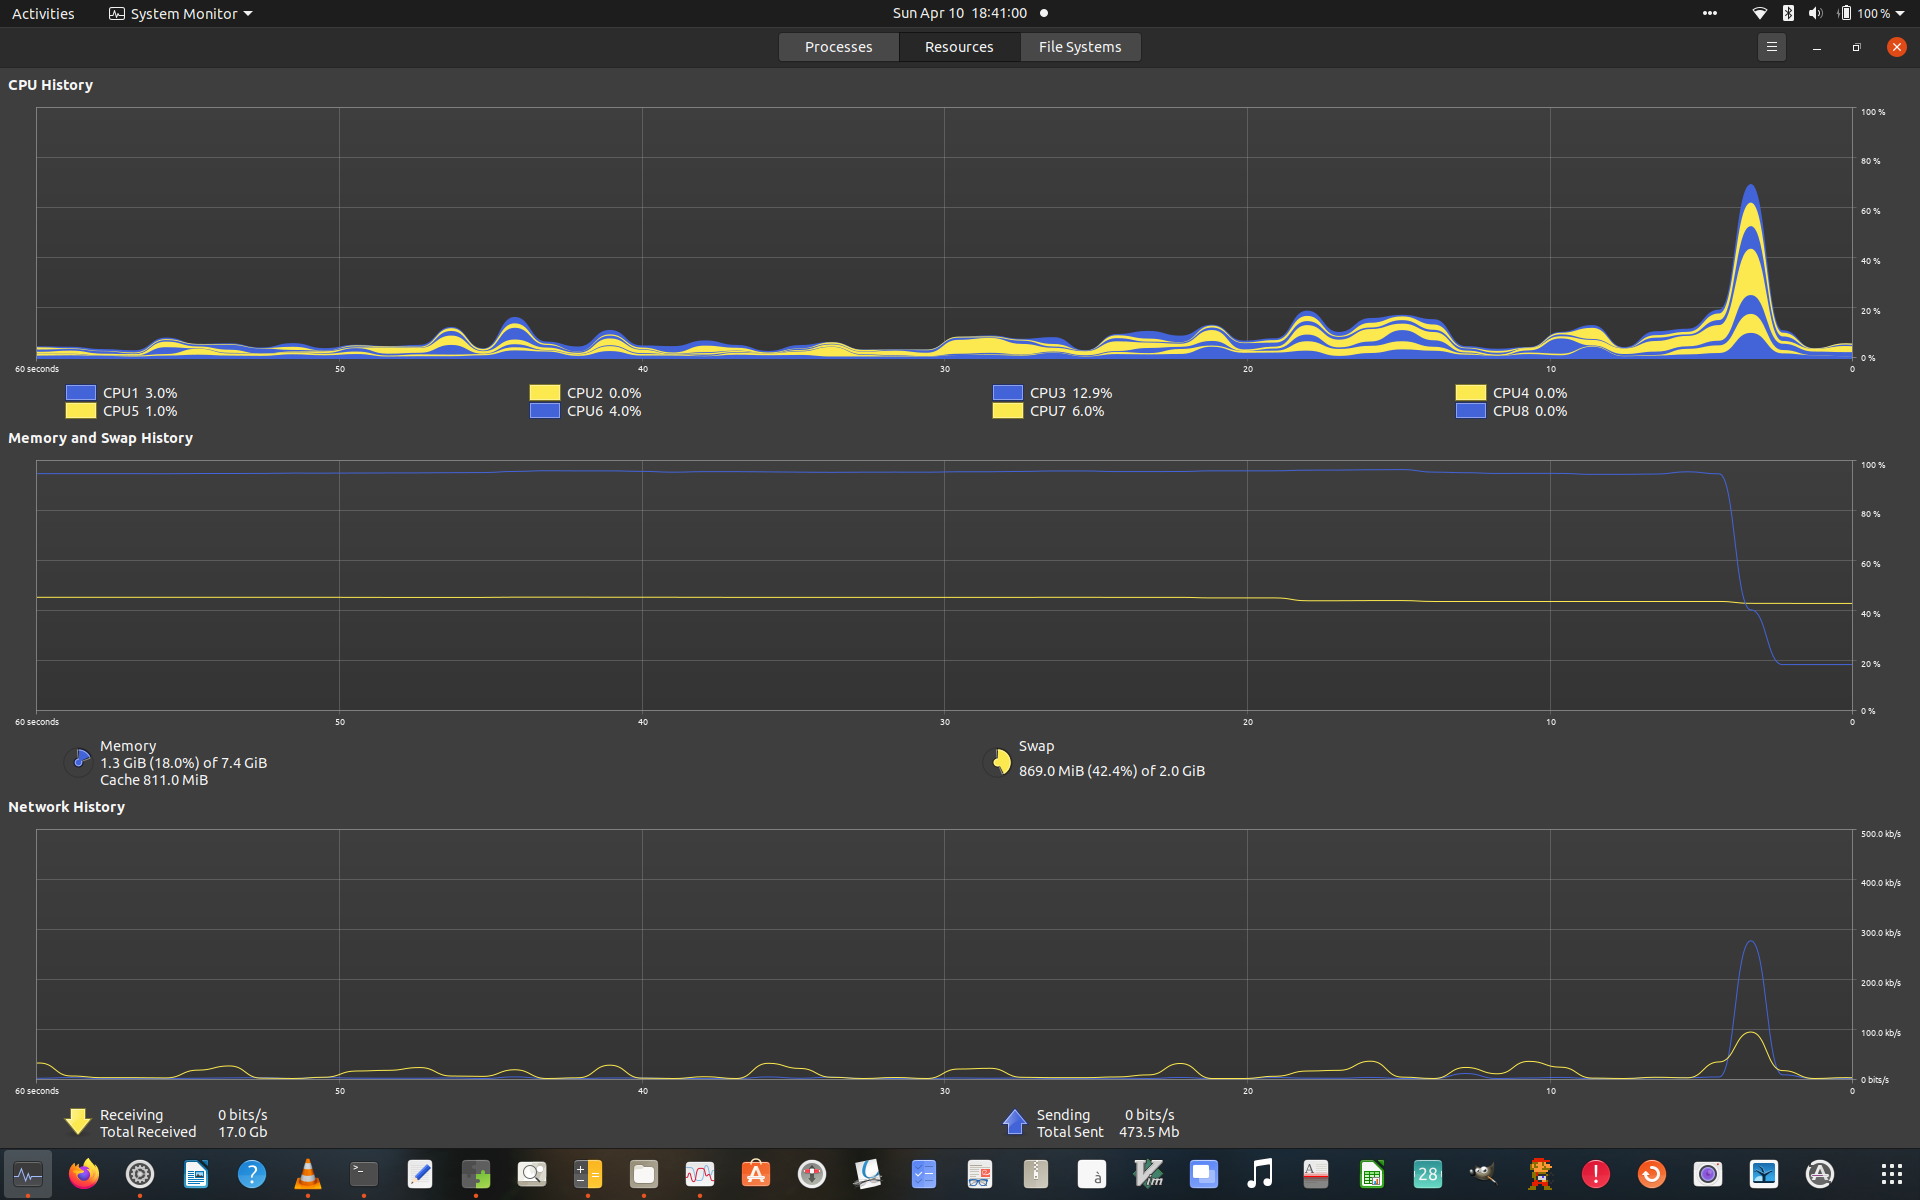 Activities System Monitor Sun Apr 10 18:41:00 100 %
Processes Resources File Systems
CPU History
100 %
80 %
60 %
40 %
20 %
0 %
60 seconds 50 40 30 20 10 0
CPU1 3.0% CPU2 0.0% CPU3 12.9% CPU4 0.0%
CPU5 1.0% CPU6 4.0% CPU7 6.0% CPU8 0.0%
Memory and Swap History
100 %
80 %
60 %
40 %
20 %
0 %
60 seconds 50 40 30 20 10 0
Memory
1.3 GiB (18.0%) of 7.4 GiB
Cache 811.0 MiB
Swap
869.0 MiB (42.4%) of 2.0 GiB
Network History
500.0 kb/s
400.0 kb/s
300.0 kb/s
200.0 kb/s
100.0 kb/s
0 bits/s
60 seconds 50 40 30 20 10 0
Receiving 0 bits/s
Total Received 17.0 Gb
Sending 0 bits/s
Total Sent 473.5 Mb
? >_ A à Vim A 28 !